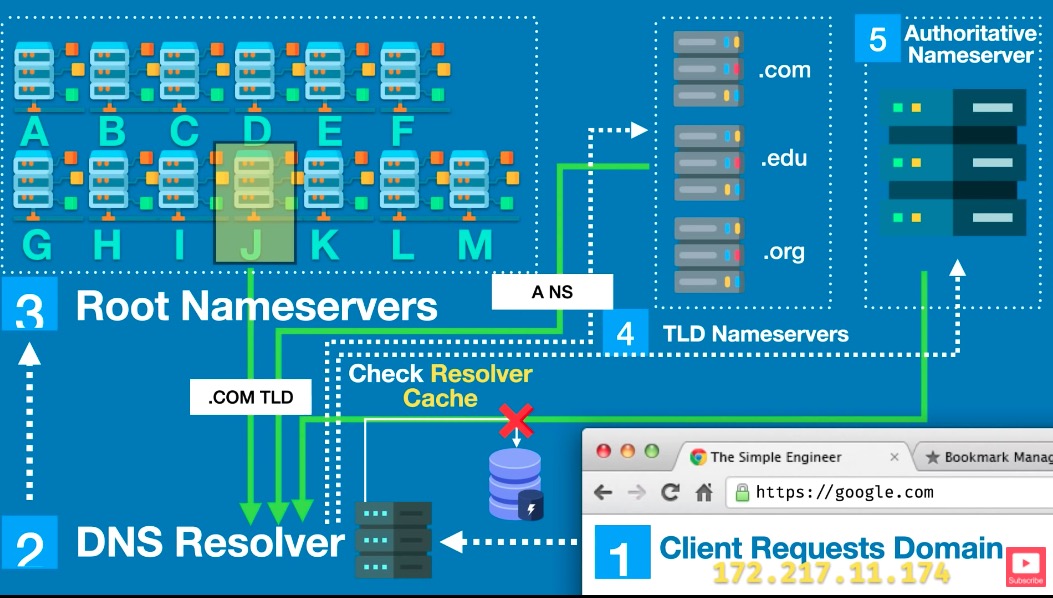 A B C D E F
G H I J K L M
3 Root Nameservers
.com
.edu
.org
4 TLD Nameservers
5 Authoritative
Nameserver
A NS
.COM TLD
Check Resolver
Cache
2 DNS Resolver
The Simple Engineer
Bookmark Manag
https://google.com
1 Client Requests Domain
172.217.11.174
Subscribe